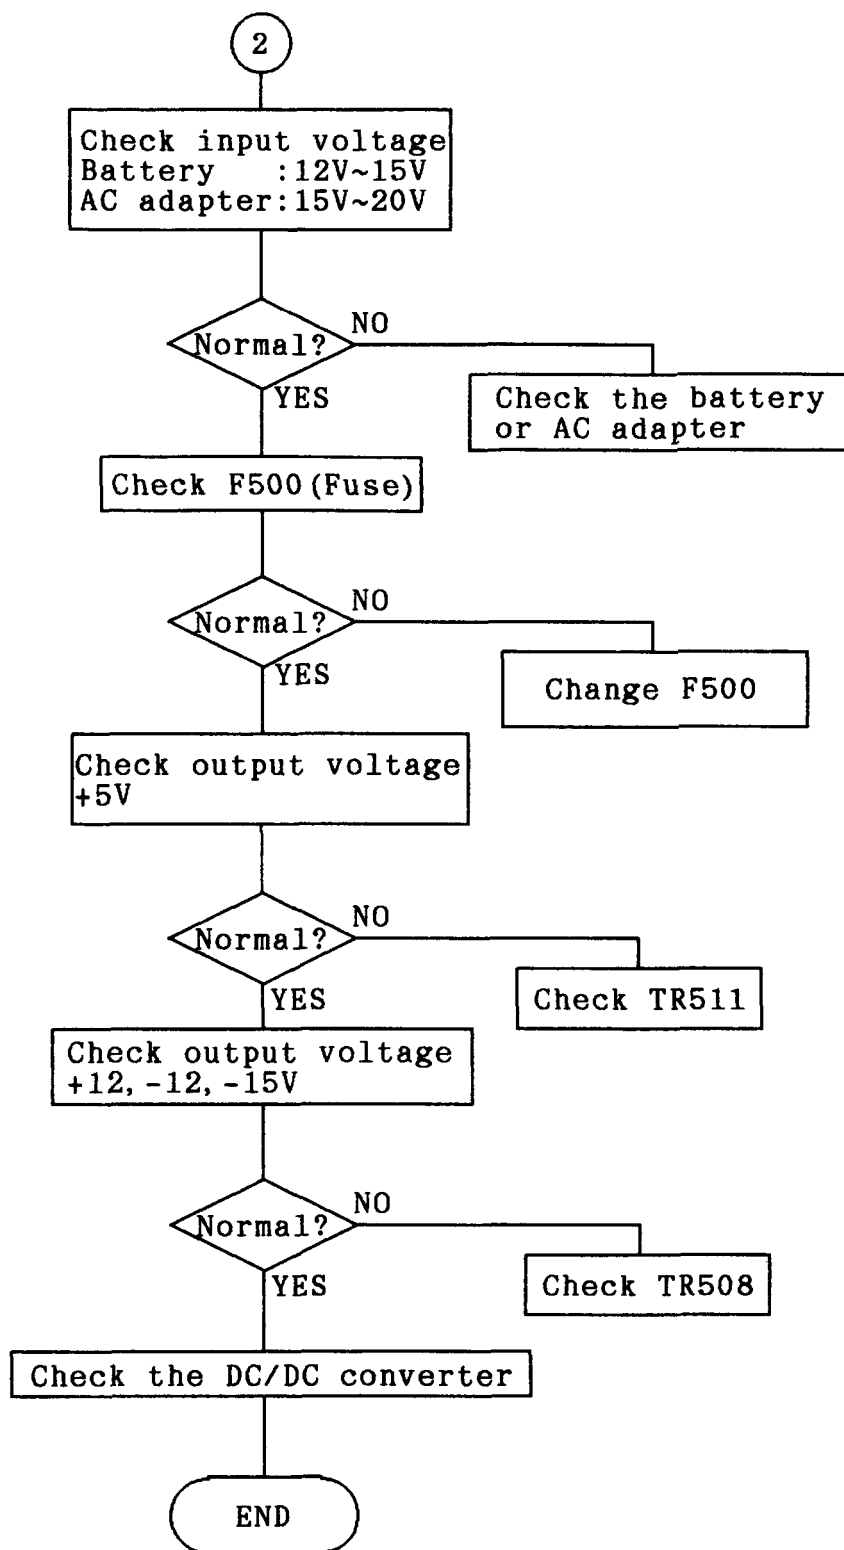 2
Check input voltage
Battery   :12V~15V
AC adapter:15V~20V
Normal?
NO
YES
Check the battery
or AC adapter
Check F500(Fuse)
Normal?
NO
YES
Change F500
Check output voltage
+5V
Normal?
NO
YES
Check TR511
Check output voltage
+12,-12,-15V
Normal?
NO
YES
Check TR508
Check the DC/DC converter
END